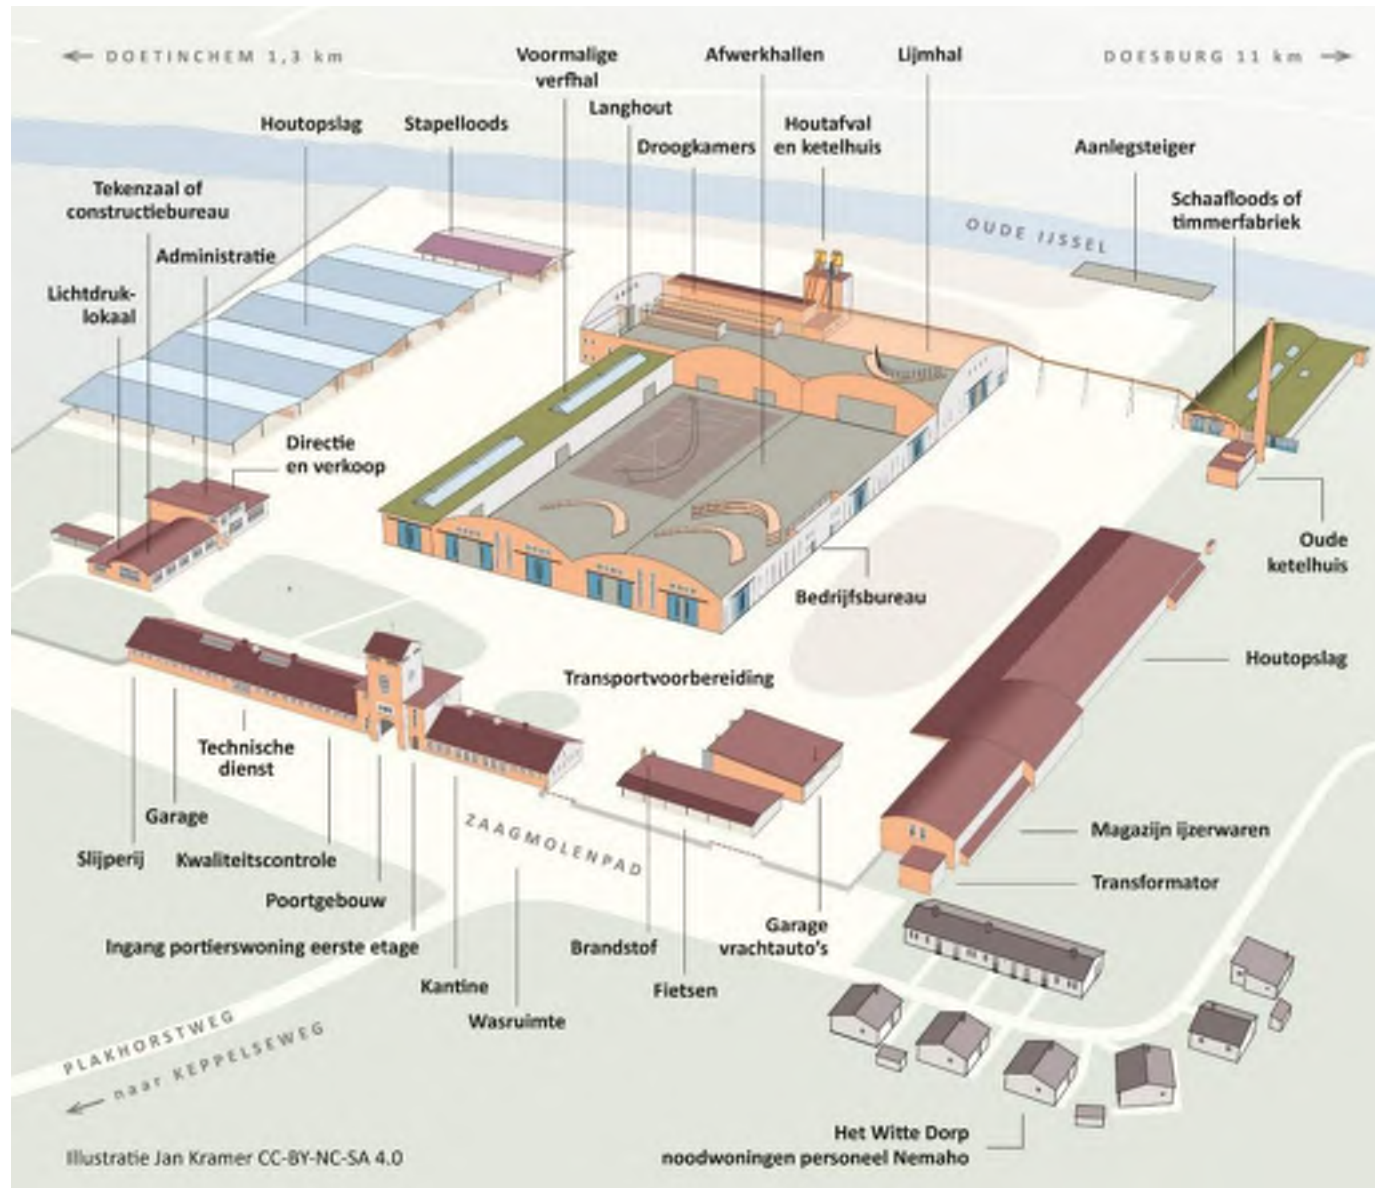 ← DOETINCHEM 1,3 km
DOESBURG 11 km →
Voormalige
verfhal
Afwerkhallen
Lijmhal
Langhout
Houtopslag
Stapelloods
Droogkamers
Houtafval
en ketelhuis
Aanlegsteiger
Tekenzaal of
constructiebureau
Schaafloods of
timmerfabriek
OUDE IJSSEL
Administratie
Lichtdruk-
lokaal
Directie
en verkoop
Oude
ketelhuis
Bedrijfsbureau
Houtopslag
Transportvoorbereiding
Technische
dienst
Garage
Slijperij
Kwaliteitscontrole
Poortgebouw
Ingang portierswoning eerste etage
Kantine
Wasruimte
ZAAGMOLENPAD
Brandstof
Fietsen
Garage
vrachtauto's
Magazijn ijzerwaren
Transformator
PLAKHORSTWEG
← naar KEPPELSEWEG
Het Witte Dorp
noodwoningen personeel Nemaho
Illustratie Jan Kramer CC-BY-NC-SA 4.0